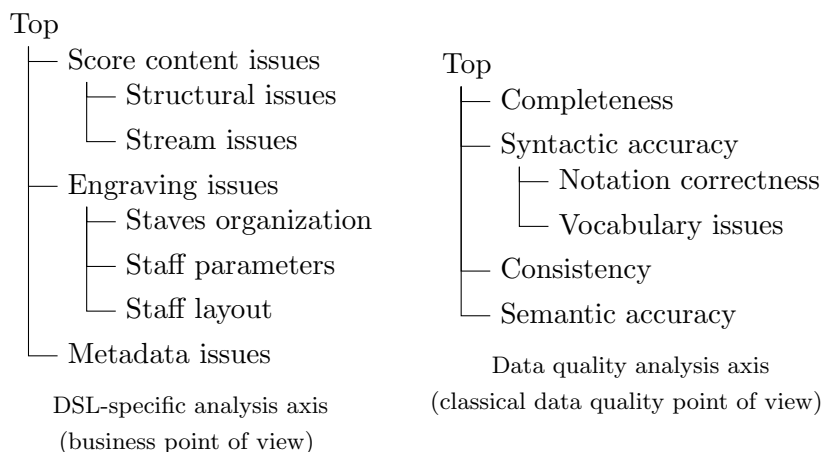 Top
Score content issues
Structural issues
Stream issues
Engraving issues
Staves organization
Staff parameters
Staff layout
Metadata issues
DSL-specific analysis axis
(business point of view)
Top
Completeness
Syntactic accuracy
Notation correctness
Vocabulary issues
Consistency
Semantic accuracy
Data quality analysis axis
(classical data quality point of view)